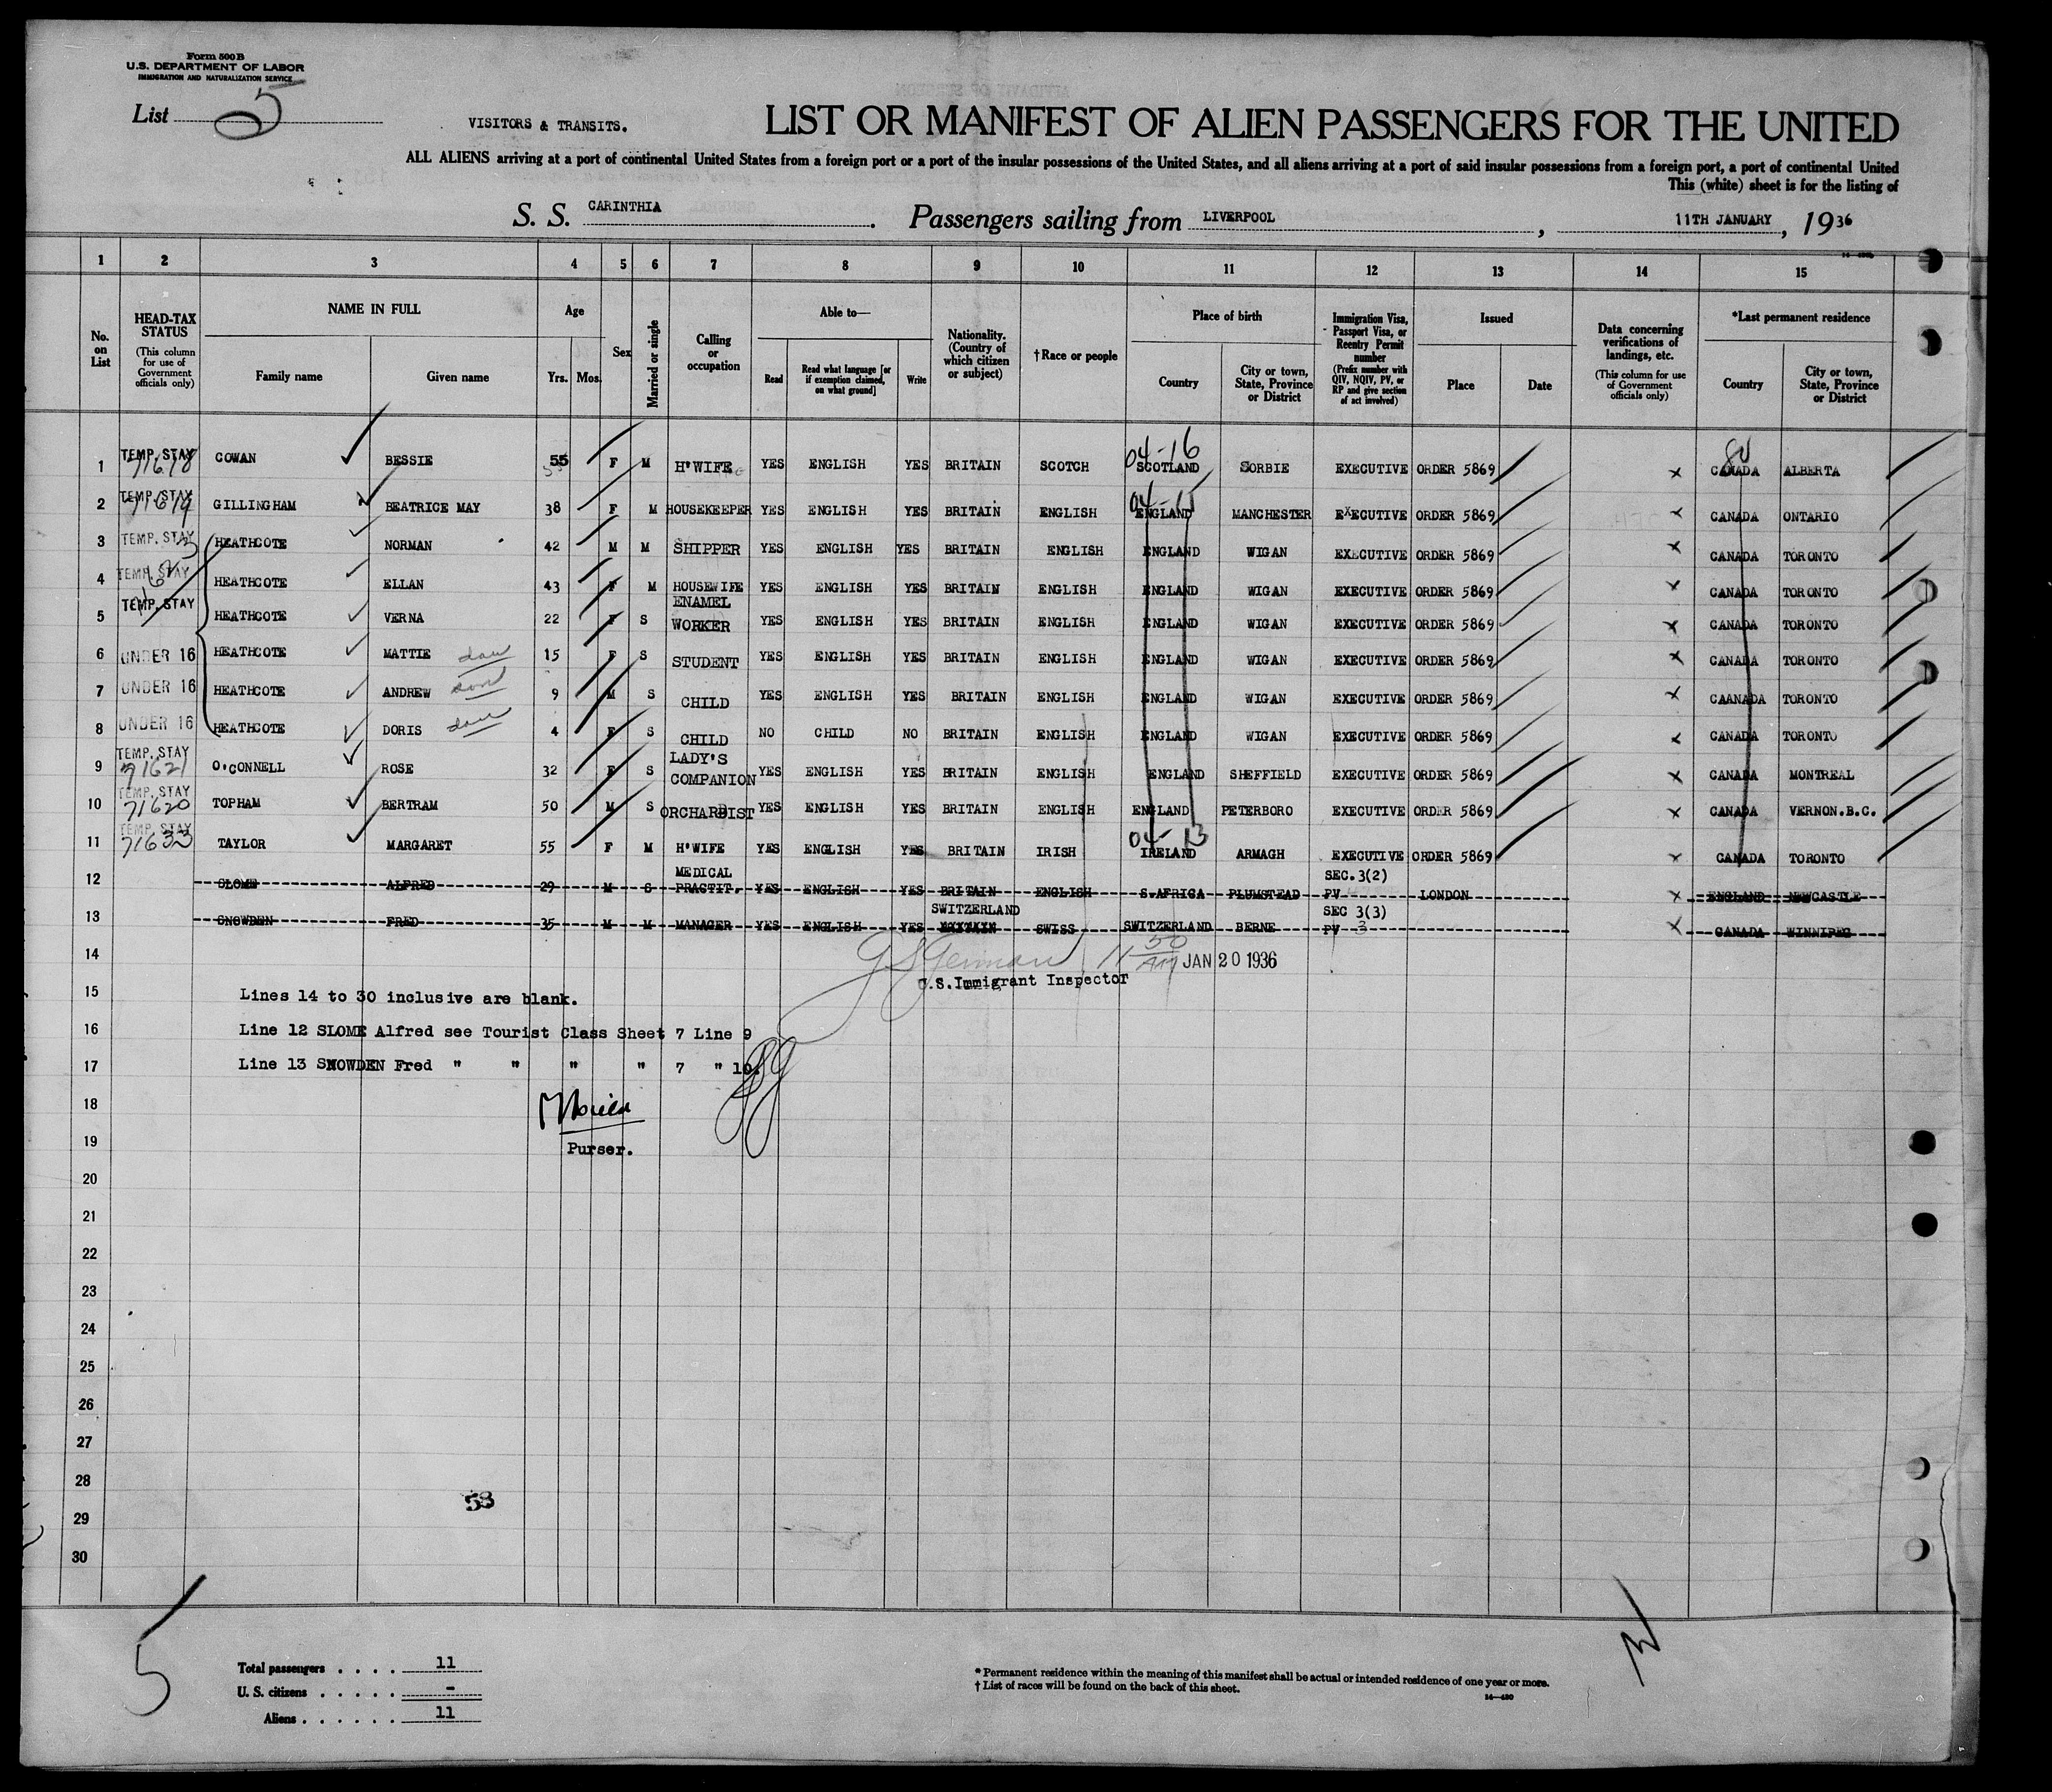 Form 500 B
U.S. DEPARTMENT OF LABOR
IMMIGRATION AND NATURALIZATION SERVICE
List 5
VISITORS & TRANSITS.
LIST OR MANIFEST OF ALIEN PASSENGERS FOR THE UNITED
ALL ALIENS arriving at a port of continental United States from a foreign port or a port of the insular possessions of the United States, and all aliens arriving at a port of said insular possessions from a foreign port, a port of continental United
This (white) sheet is for the listing of
S. S. CARINTHIA. Passengers sailing from LIVERPOOL, 11TH JANUARY, 1936
1 2 3 4 5 6 7 8 9 10 11 12 13 14 15
No. on List
HEAD-TAX STATUS (This column for use of Government officials only)
NAME IN FULL
Family name Given name
Age
Yrs. Mos.
Sex
Married or single
Calling or occupation
Able to—
Read Read what language [or if exemption claimed, on what ground] Write
Nationality. (Country of which citizen or subject)
†Race or people
Place of birth
Country City or town, State, Province or District
Immigration Visa, Passport Visa, or Reentry Permit number (Prefix number with QIV, NQIV, PV, or RP and give section of act involved)
Issued
Place Date
Data concerning verifications of landings, etc. (This column for use of Government officials only)
*Last permanent residence
Country City or town, State, Province or District
1 TEMP. STAY 71618 COWAN BESSIE 55 F M H'WIFE YES ENGLISH YES BRITAIN SCOTCH 04-16 SCOTLAND SORBIE EXECUTIVE ORDER 5869 CANADA ALBERTA
2 TEMP. STAY 71619 GILLINGHAM BEATRICE MAY 38 F M HOUSEKEEPER YES ENGLISH YES BRITAIN ENGLISH ENGLAND MANCHESTER EXECUTIVE ORDER 5869 CANADA ONTARIO
3 TEMP. STAY HEATHCOTE NORMAN 42 M M SHIPPER YES ENGLISH YES BRITAIN ENGLISH ENGLAND WIGAN EXECUTIVE ORDER 5869 CANADA TORONTO
4 TEMP. STAY HEATHCOTE ELLAN 43 F M HOUSEWIFE YES ENGLISH YES BRITAIN ENGLISH ENGLAND WIGAN EXECUTIVE ORDER 5869 CANADA TORONTO
5 TEMP. STAY HEATHCOTE VERNA 22 F S ENAMEL WORKER YES ENGLISH YES BRITAIN ENGLISH ENGLAND WIGAN EXECUTIVE ORDER 5869 CANADA TORONTO
6 UNDER 16 HEATHCOTE MATTIE dau 15 F S STUDENT YES ENGLISH YES BRITAIN ENGLISH ENGLAND WIGAN EXECUTIVE ORDER 5869 CANADA TORONTO
7 UNDER 16 HEATHCOTE ANDREW son 9 M S CHILD YES ENGLISH YES BRITAIN ENGLISH ENGLAND WIGAN EXECUTIVE ORDER 5869 CAANADA TORONTO
8 UNDER 16 HEATHCOTE DORIS dau 4 F S CHILD NO CHILD NO BRITAIN ENGLISH ENGLAND WIGAN EXECUTIVE ORDER 5869 CANADA TORONTO
9 TEMP. STAY 71621 O'CONNELL ROSE 32 F S LADY'S COMPANION YES ENGLISH YES BRITAIN ENGLISH ENGLAND SHEFFIELD EXECUTIVE ORDER 5869 CANADA MONTREAL
10 TEMP. STAY 71620 TOPHAM BERTRAM 50 M S ORCHARDIST YES ENGLISH YES BRITAIN ENGLISH ENGLAND PETERBORO EXECUTIVE ORDER 5869 CANADA VERNON.B.C.
11 TEMP. STAY 71633 TAYLOR MARGARET 55 F M H'WIFE YES ENGLISH YES BRITAIN IRISH 04-13 IRELAND ARMAGH EXECUTIVE ORDER 5869 CANADA TORONTO
12 SLOME ALFRED 29 M S MEDICAL PRACTIT. YES ENGLISH YES BRITAIN ENGLISH S.AFRICA PLUMSTEAD SEC.3(2) PV LONDON ENGLAND NEWCASTLE
13 SNOWDEN FRED 35 M M MANAGER YES ENGLISH YES SWITZERLAND SWISS SWITZERLAND BERNE SEC 3(3) PV 3 CANADA WINNIPEG
14 11 50 AM JAN 20 1936
U.S. Immigrant Inspector
15 Lines 14 to 30 inclusive are blank.
16 Line 12 SLOME Alfred see Tourist Class Sheet 7 Line 9
17 Line 13 SNOWDEN Fred " " " " 7 " 10.
18
19 Purser.
20
21
22
23
24
25
26
27
28
53
29
30
5
Total passengers . . . . 11
U. S. citizens . . . . . -
Aliens . . . . . . 11
* Permanent residence within the meaning of this manifest shall be actual or intended residence of one year or more.
† List of races will be found on the back of this sheet.
14—430